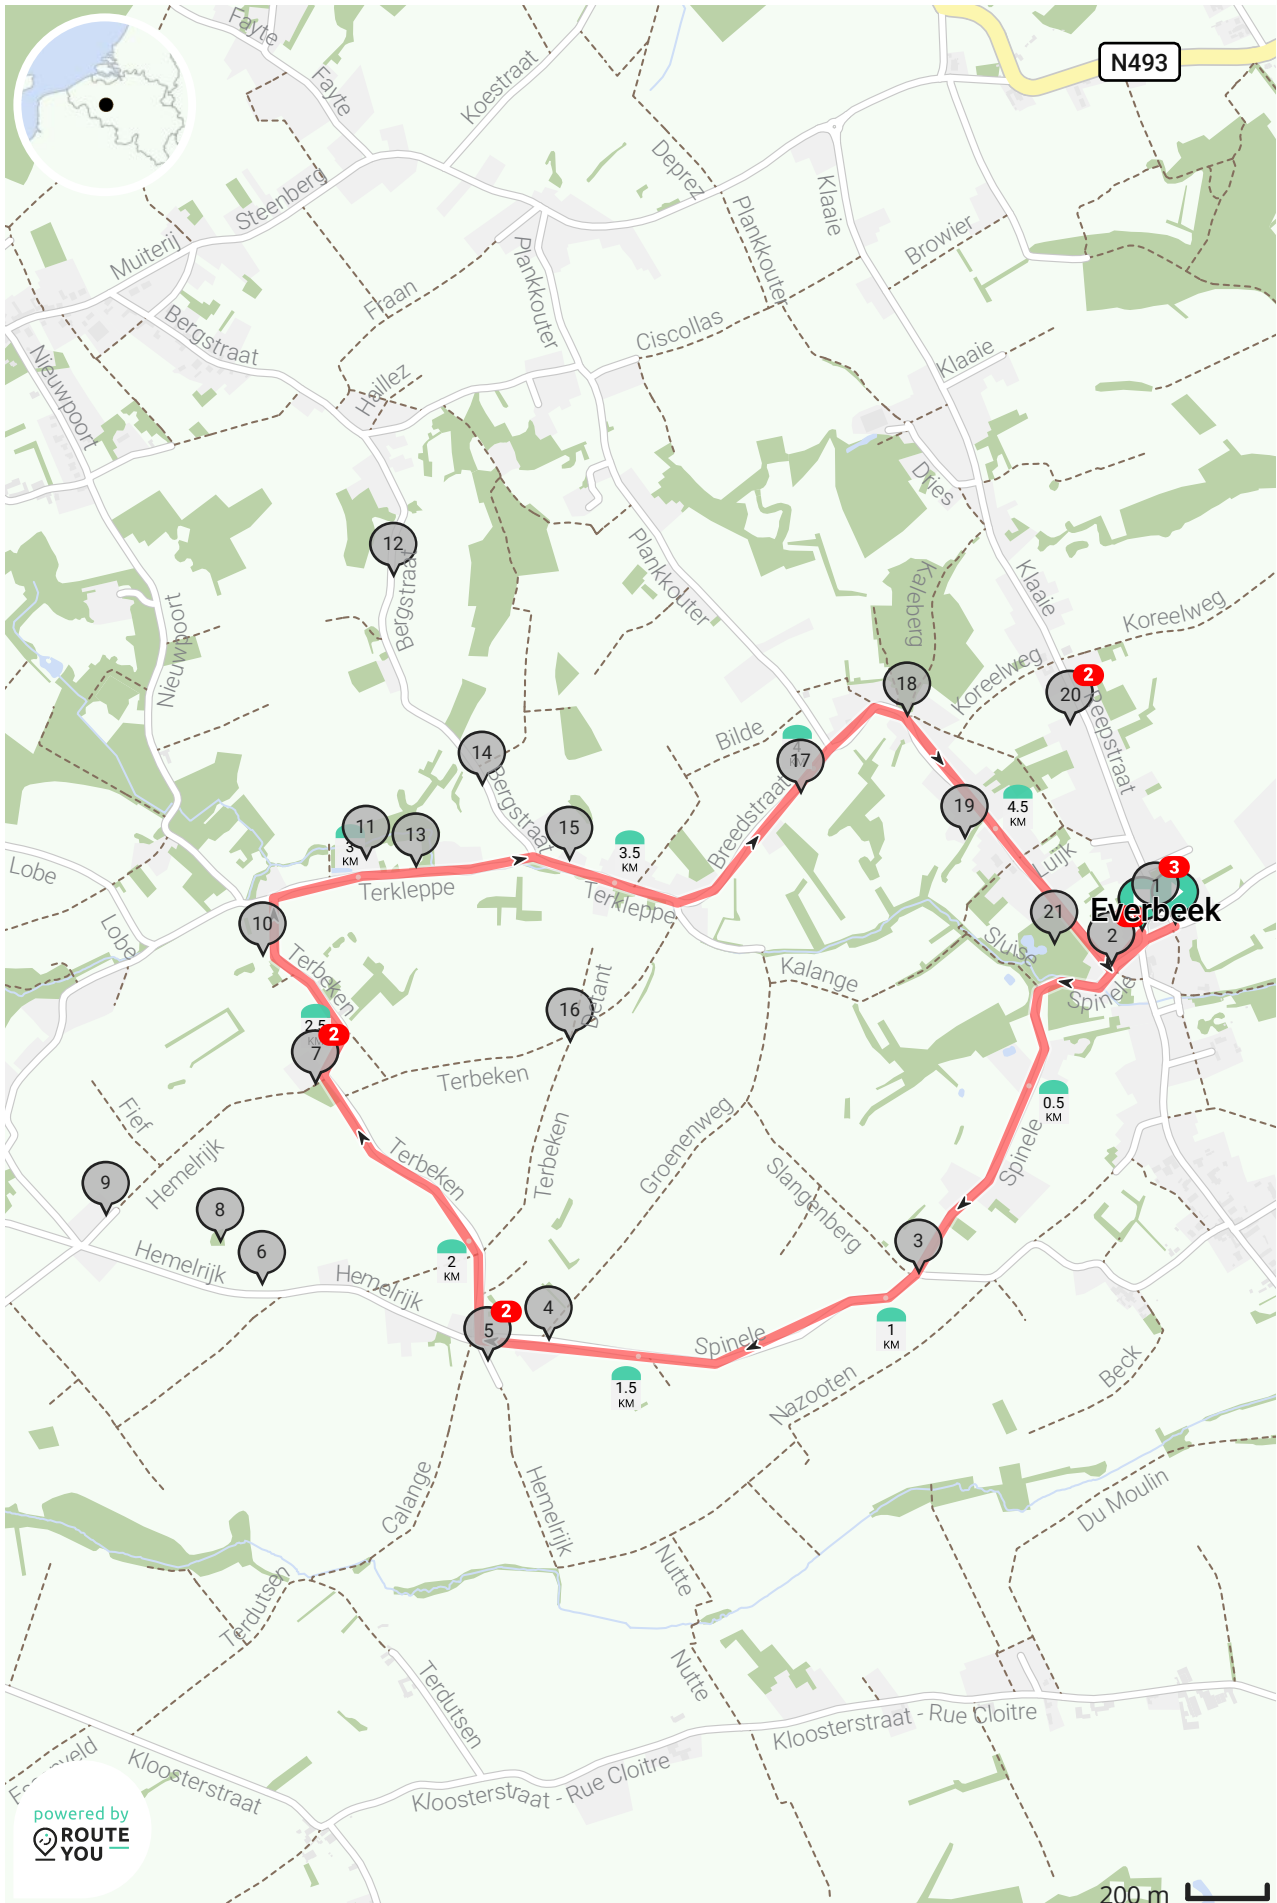 Fayte
N493
Fayte
Koestraat
Deprez
Klaaie
Steenberg
Plankkouter
Browier
Muiterij
Plankkouter
Fraan
Bergstraat
Ciscollas
Klaaie
Nieuwpoort
Haillez
Dries
12
Plankkouter
Bergstraat
Kaleberg
Klaaie
Koreelweg
Nieuwpoort
Koreelweg
18
2
20
Reepstraat
Bilde
14
17
Bergstraat
Breedstraat
19
4.5
KM
11
13
15
3
KM
3.5
KM
Luijk
Lobe
Terkleppe
Terkleppe
3
1
Everbeek
21
2
10
Lobe
Sluise
Terbeken
Kalange
Spinele
Detant
16
2.5
KM
2
7
Terbeken
0.5
KM
Fief
Groenenweg
Terbeken
Spinele
Hemelrijk
Terbeken
Slangenberg
9
8
6
3
Hemelrijk
2
KM
Hemelrijk
2
5
4
1
KM
Spinele
1.5
KM
Nazooten
Beck
Calange
Hemelrijk
Du Moulin
Nutte
Terdutsen
Nutte
Terdutsen
Kloosterstraat - Rue Cloitre
Kloosterstraat
Kloosterstraat - Rue Cloitre
powered by
ROUTE
YOU
200 m